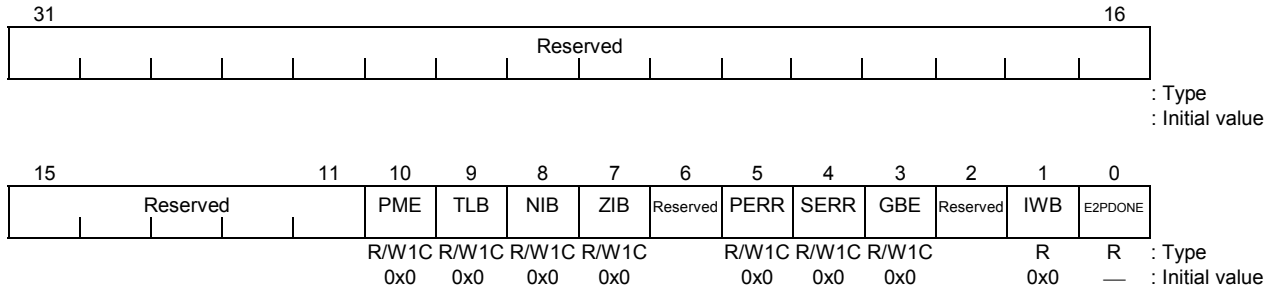 31 16
Reserved
: Type
: Initial value
15 11 10 9 8 7 6 5 4 3 2 1 0
Reserved PME TLB NIB ZIB Reserved PERR SERR GBE Reserved IWB E2PDONE
R/W1C R/W1C R/W1C R/W1C R/W1C R/W1C R/W1C R R : Type
0x0 0x0 0x0 0x0 0x0 0x0 0x0 0x0 — : Initial value